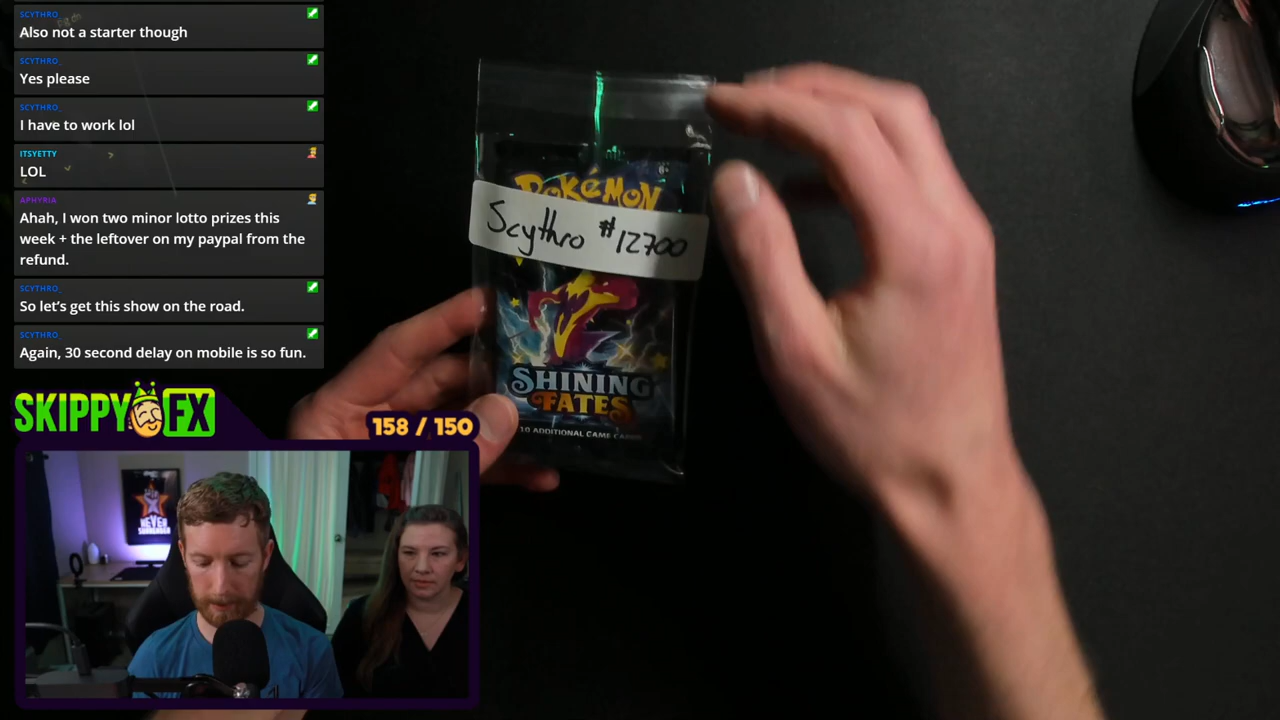 SCYTHRO_
Also not a starter though
SCYTHRO_
Yes please
SCYTHRO_
I have to work lol
ITSYETTY
LOL
APHYRIA
Ahah, I won two minor lotto prizes this
week + the leftover on my paypal from the
refund.
SCYTHRO_
So let's get this show on the road.
SCYTHRO_
Again, 30 second delay on mobile is so fun.
SKIPPY FX
158 / 150
NEVER
SURRENDER
POKÉMON
Scythro #12700
SHINING
FATES
10 ADDITIONAL GAME CARDS